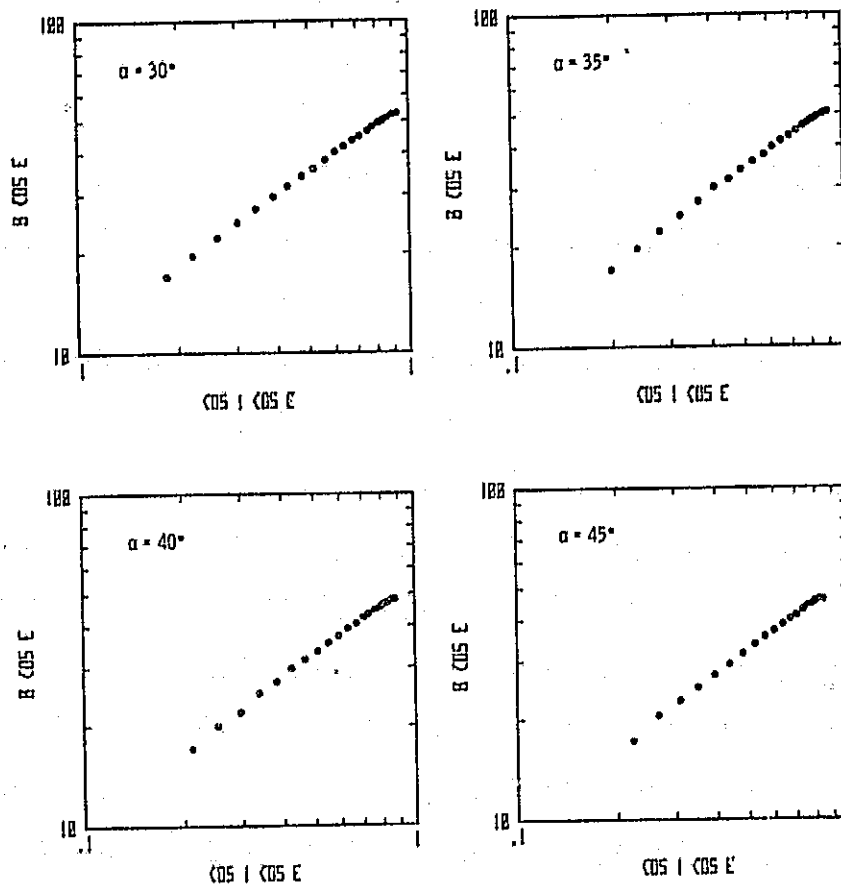 100
α = 30°
B COS E
10
.1
1
COS I COS E
100
α = 35°
B COS E
10
.1
COS I COS E
100
α = 40°
B COS E
10
.1
1
COS I COS E
100
α = 45°
B COS E
10
.1
COS I COS E